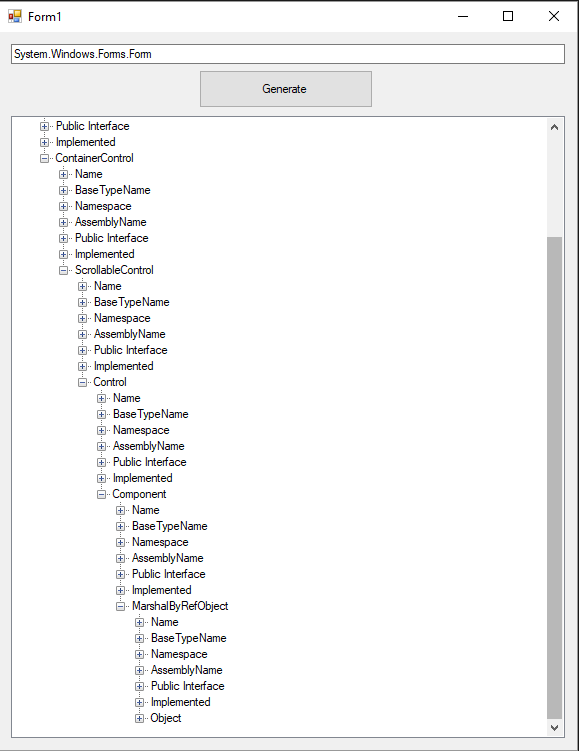 Form1
System.Windows.Forms.Form
Generate
Public Interface
Implemented
ContainerControl
Name
BaseTypeName
Namespace
AssemblyName
Public Interface
Implemented
ScrollableControl
Name
BaseTypeName
Namespace
AssemblyName
Public Interface
Implemented
Control
Name
BaseTypeName
Namespace
AssemblyName
Public Interface
Implemented
Component
Name
BaseTypeName
Namespace
AssemblyName
Public Interface
Implemented
MarshalByRefObject
Name
BaseTypeName
Namespace
AssemblyName
Public Interface
Implemented
Object